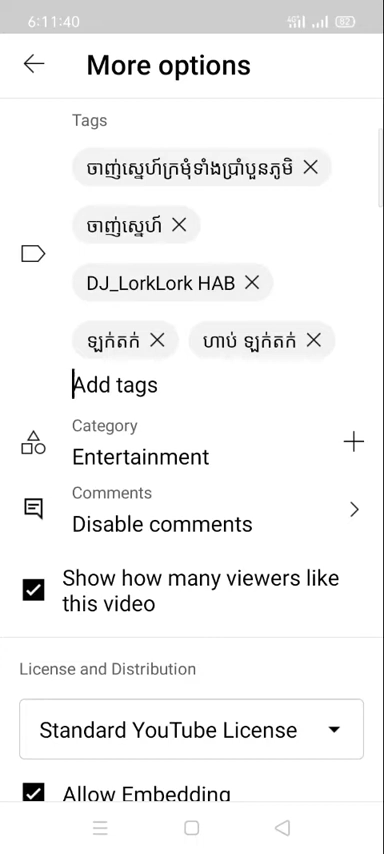 6:11:40
4G
82
More options
Tags
ចាញ់ស្នេហ៍ក្រមុំទាំងប្រាំបួនភូមិ
ចាញ់ស្នេហ៍
DJ_LorkLork HAB
ឡក់តក់
ហាប់ ឡក់តក់
Add tags
Category
Entertainment
Comments
Disable comments
Show how many viewers like
this video
License and Distribution
Standard YouTube License
Allow Embedding